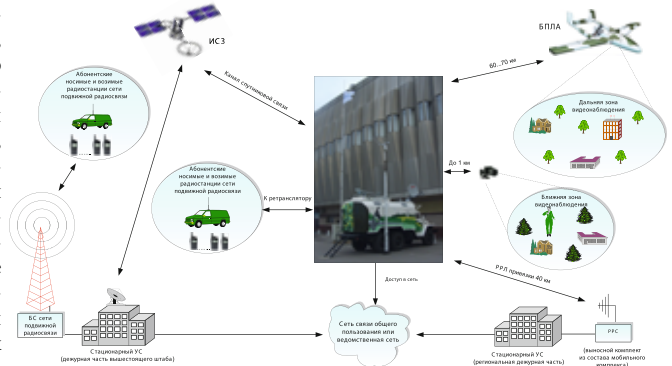 ИСЗ
БПЛА
60...70 км
Канал спутниковой связи
Абонентские
носимые и возимые
радиостанции сети
подвижной радиосвязи
Дальняя зона
видеонаблюдения
До 1 км
Абонентские
носимые и возимые
радиостанции сети
подвижной радиосвязи
К ретранслятору
Ближняя зона
видеонаблюдения
РРЛ привязки 40 км
Доступ в сеть
БС сети
подвижной
радиосвязи
Сеть связи общего
пользования или
ведомственная сеть
РРС
Стационарный УС
(дежурная часть вышестоящего штаба)
Стационарный УС
(региональная дежурная часть)
(выносной комплект
из состава мобильного
комплекса)